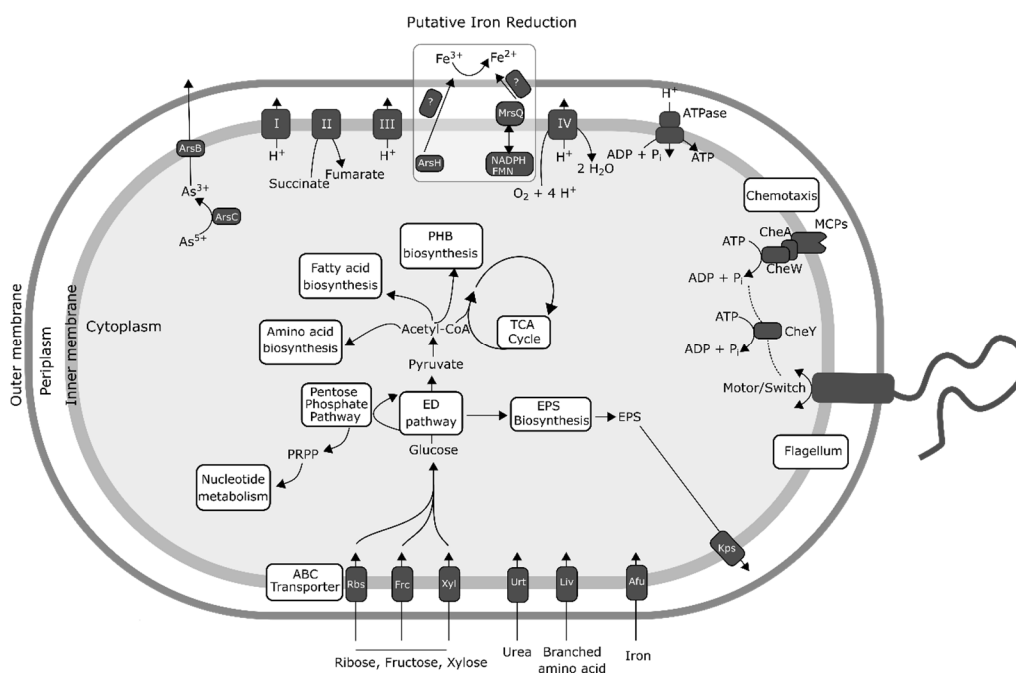 Putative Iron Reduction
Fe3+ Fe2+
?
?
MrsQ
ArsH
NADPH
FMN
I
H+
II
Succinate
Fumarate
III
H+
IV
H+
O2 + 4 H+
2 H2O
H+
ATPase
ADP + Pi
ATP
ArsB
As3+
ArsC
As5+
Chemotaxis
MCPs
CheA
CheW
ATP
ADP + Pi
ATP
CheY
ADP + Pi
Motor/Switch
Flagellum
Outer membrane
Periplasm
Inner membrane
Cytoplasm
PHB
biosynthesis
Fatty acid
biosynthesis
Amino acid
biosynthesis
Acetyl-CoA
TCA
Cycle
Pyruvate
Pentose
Phosphate
Pathway
ED
pathway
EPS
Biosynthesis
EPS
Glucose
PRPP
Nucleotide
metabolism
Kps
ABC
Transporter
Rbs
Frc
Xyl
Urt
Liv
Afu
Ribose, Fructose, Xylose
Urea
Branched
amino acid
Iron